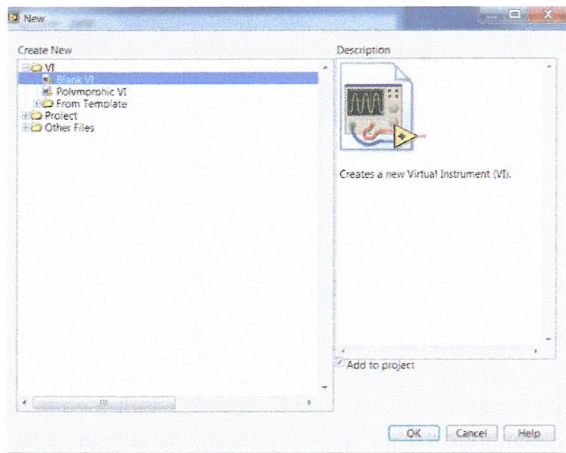 New
Create New
VI
Blank VI
Polymorphic VI
From Template
Project
Other Files
Description
Creates a new Virtual Instrument (VI).
Add to project
OK
Cancel
Help